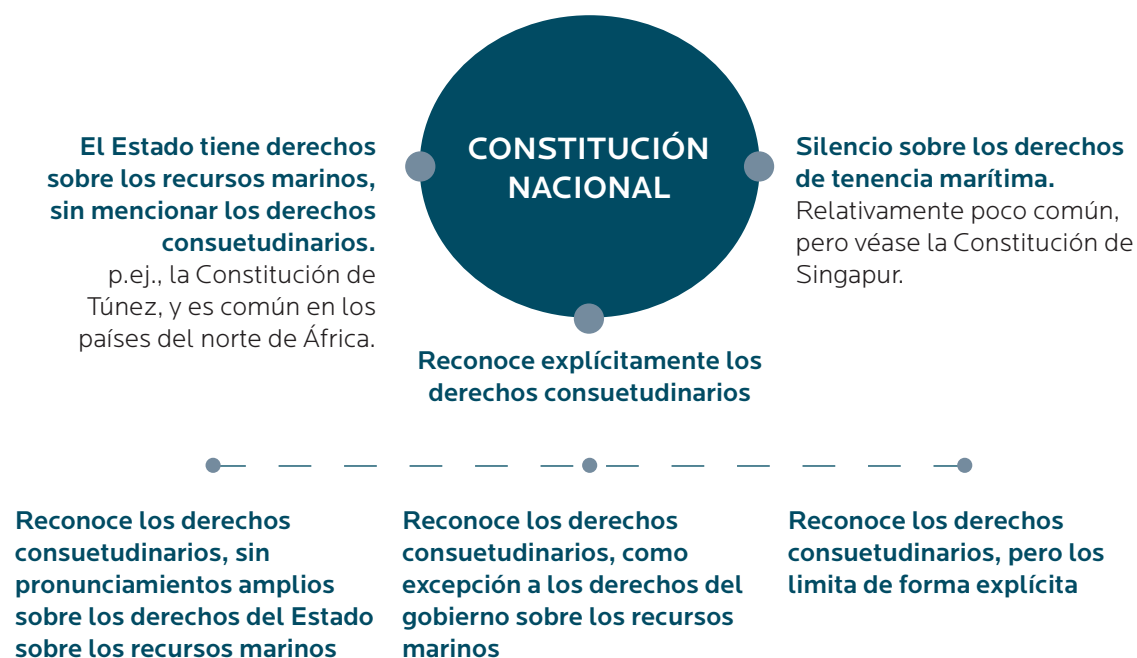 CONSTITUCIÓN
NACIONAL
El Estado tiene derechos
sobre los recursos marinos,
sin mencionar los derechos
consuetudinarios.
p.ej., la Constitución de
Túnez, y es común en los
países del norte de África.
Silencio sobre los derechos
de tenencia marítima.
Relativamente poco común,
pero véase la Constitución de
Singapur.
Reconoce explícitamente los
derechos consuetudinarios
Reconoce los derechos
consuetudinarios, sin
pronunciamientos amplios
sobre los derechos del Estado
sobre los recursos marinos
Reconoce los derechos
consuetudinarios, como
excepción a los derechos del
gobierno sobre los recursos
marinos
Reconoce los derechos
consuetudinarios, pero los
limita de forma explícita